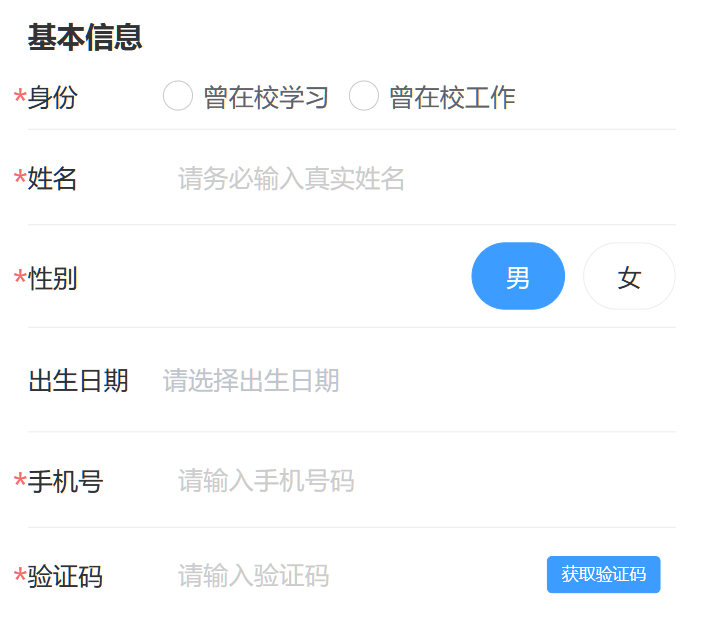 基本信息
*身份 曾在校学习 曾在校工作
*姓名 请务必输入真实姓名
*性别 男 女
出生日期 请选择出生日期
*手机号 请输入手机号码
*验证码 请输入验证码 获取验证码